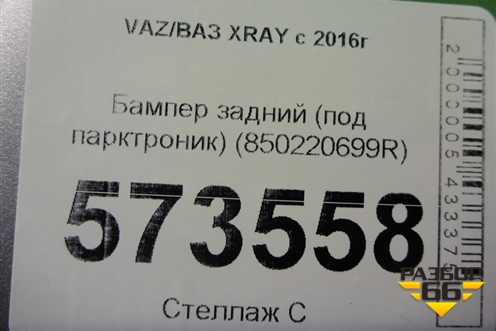 VAZ/ВАЗ XRAY с 2016г
Бампер задний (под
парктроник) (850220699R)
573558
Стеллаж С
РАЗБОР
66